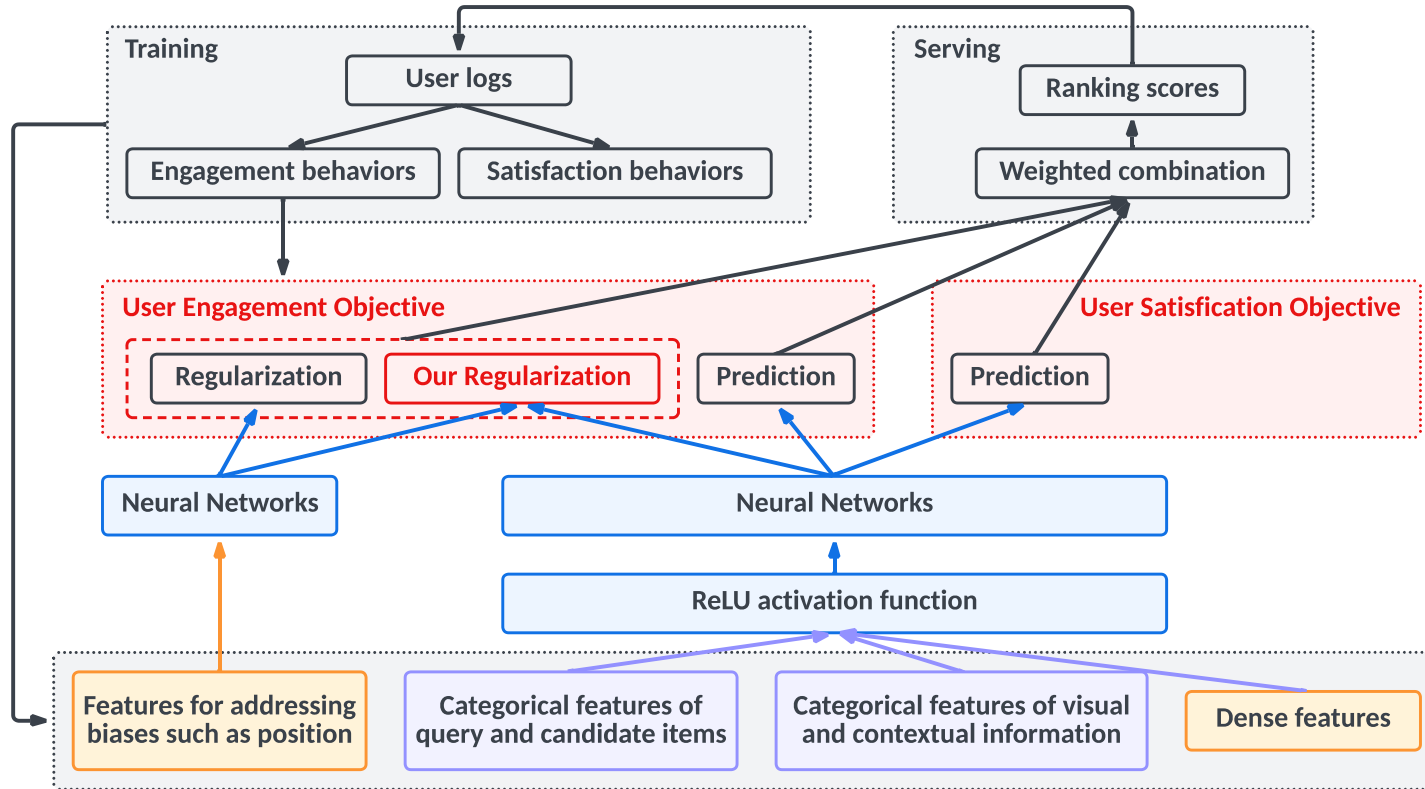 Training
User logs
Engagement behaviors
Satisfaction behaviors
Serving
Ranking scores
Weighted combination
User Engagement Objective
Regularization
Our Regularization
Prediction
User Satisfication Objective
Prediction
Neural Networks
Neural Networks
ReLU activation function
Features for addressing
biases such as position
Categorical features of
query and candidate items
Categorical features of visual
and contextual information
Dense features